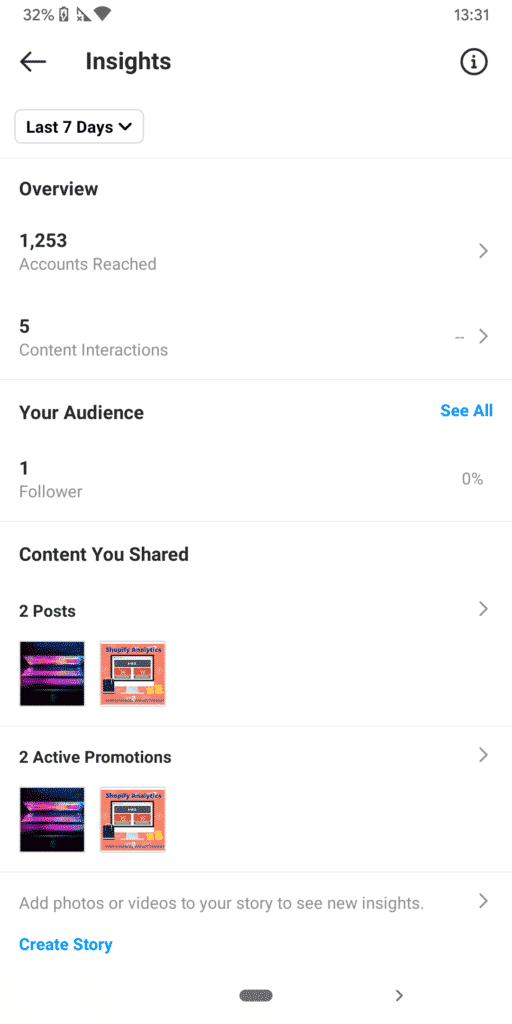 32% 13:31
Insights
Last 7 Days
Overview
1,253
Accounts Reached
5
Content Interactions --
Your Audience See All
1
Follower 0%
Content You Shared
2 Posts
Shopify Analytics
2 Active Promotions
Shopify Analytics
Add photos or videos to your story to see new insights.
Create Story